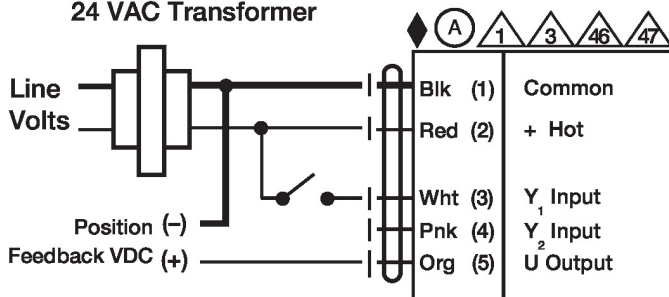 24 VAC Transformer
A 1 3 46 47
Line Volts
Blk (1) Common
Red (2) + Hot
Wht (3) Y1 Input
Position (–)
Pnk (4) Y2 Input
Feedback VDC (+)
Org (5) U Output